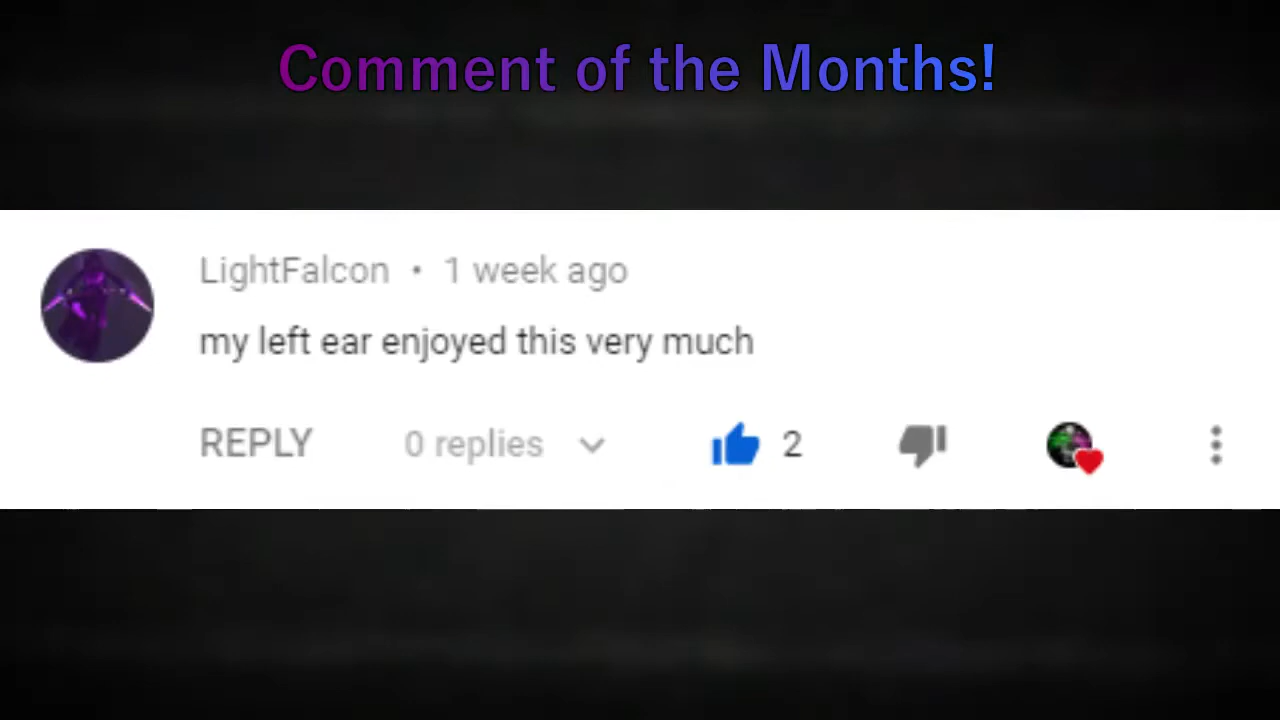 Comment of the Months!
LightFalcon • 1 week ago
my left ear enjoyed this very much
REPLY 0 replies 2